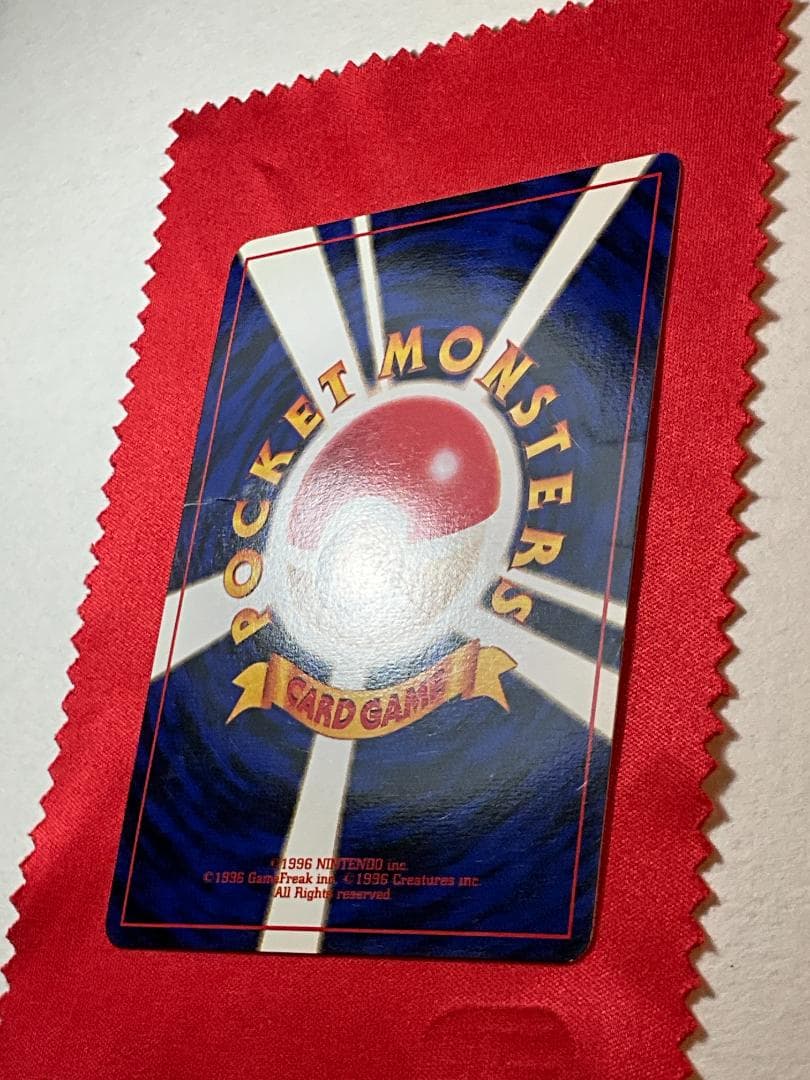 POCKET MONSTERS
CARD GAME
©1996 NINTENDO inc.
©1996 GameFreak inc. ©1996 Creatures inc.
All Rights reserved.